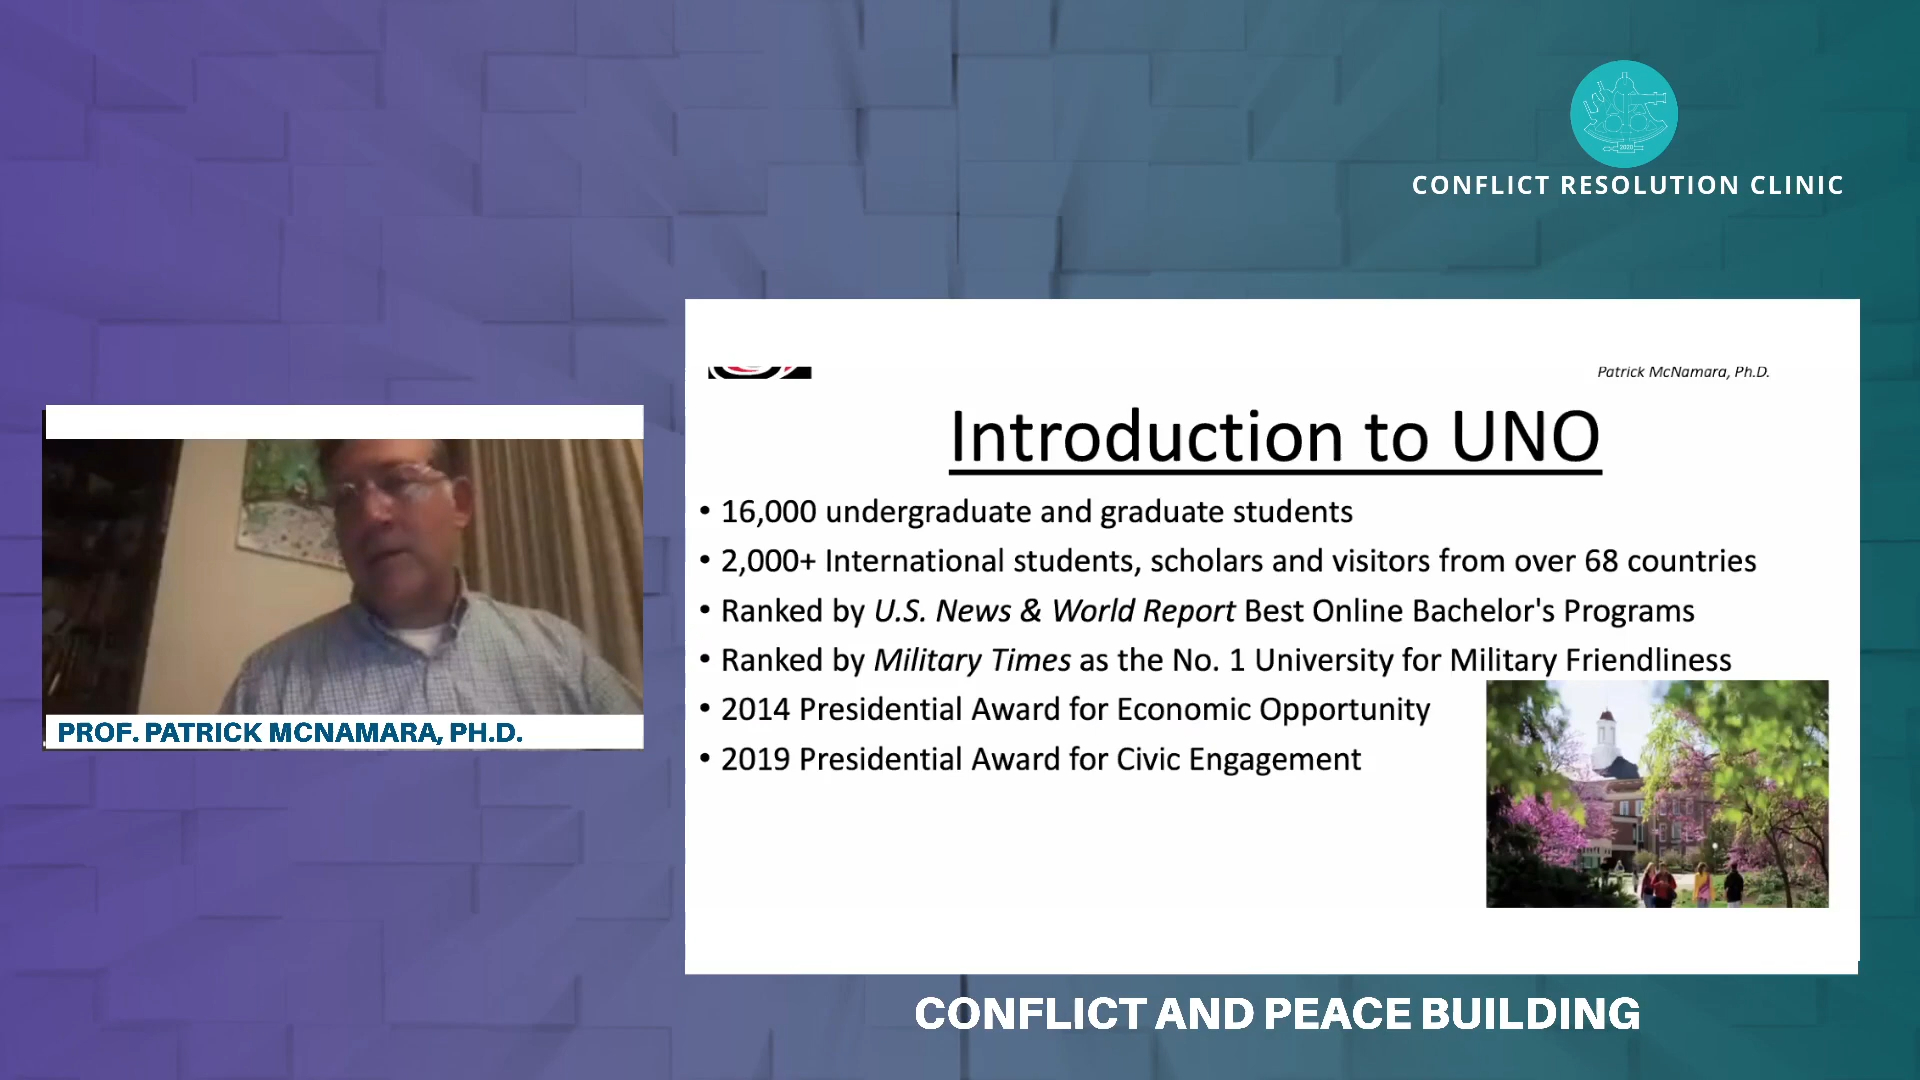 2020
CONFLICT RESOLUTION CLINIC
Patrick McNamara, Ph.D.
Introduction to UNO
• 16,000 undergraduate and graduate students
• 2,000+ International students, scholars and visitors from over 68 countries
• Ranked by U.S. News & World Report Best Online Bachelor's Programs
• Ranked by Military Times as the No. 1 University for Military Friendliness
• 2014 Presidential Award for Economic Opportunity
• 2019 Presidential Award for Civic Engagement
PROF. PATRICK MCNAMARA, PH.D.
CONFLICT AND PEACE BUILDING